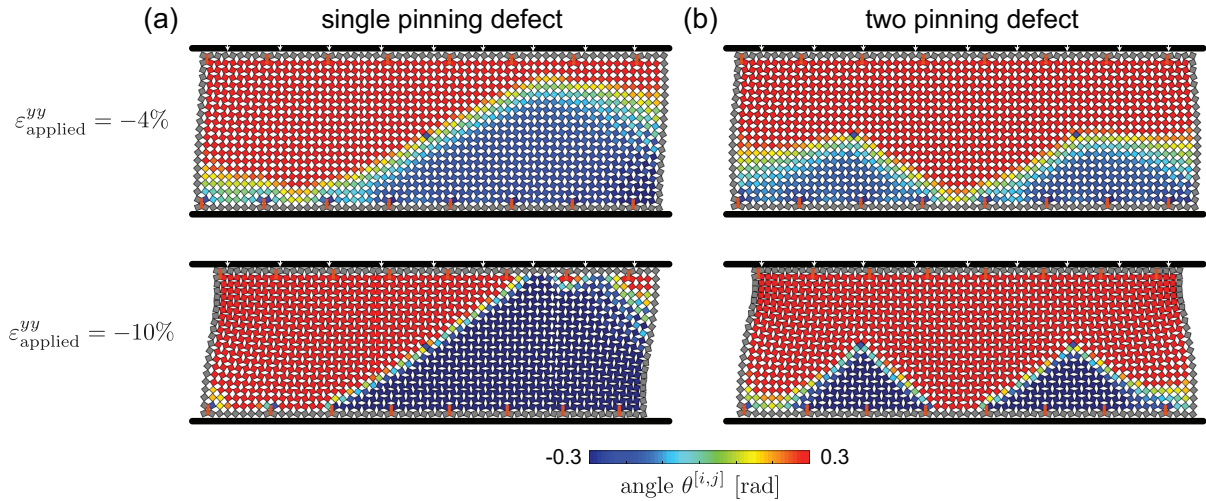 (a) single pinning defect
(b) two pinning defect
ε^{yy}_{applied} = −4%
ε^{yy}_{applied} = −10%
-0.3 0.3
angle θ^{[i,j]} [rad]